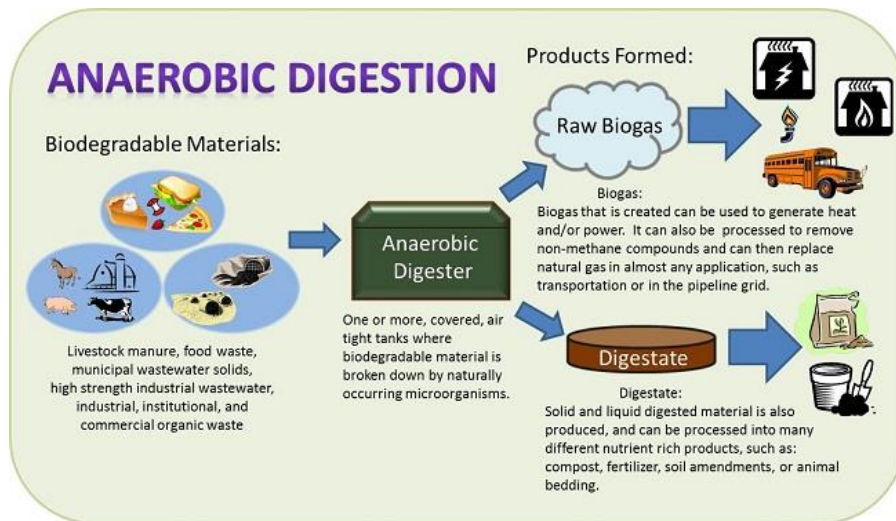 ANAEROBIC DIGESTION
Biodegradable Materials:
Livestock manure, food waste,
municipal wastewater solids,
high strength industrial wastewater,
industrial, institutional, and
commercial organic waste
Anaerobic
Digester
One or more, covered, air
tight tanks where
biodegradable material is
broken down by naturally
occurring microorganisms.
Products Formed:
Raw Biogas
Biogas:
Biogas that is created can be used to generate heat
and/or power. It can also be processed to remove
non-methane compounds and can then replace
natural gas in almost any application, such as
transportation or in the pipeline grid.
Digestate
Digestate:
Solid and liquid digested material is also
produced, and can be processed into many
different nutrient rich products, such as:
compost, fertilizer, soil amendments, or animal
bedding.